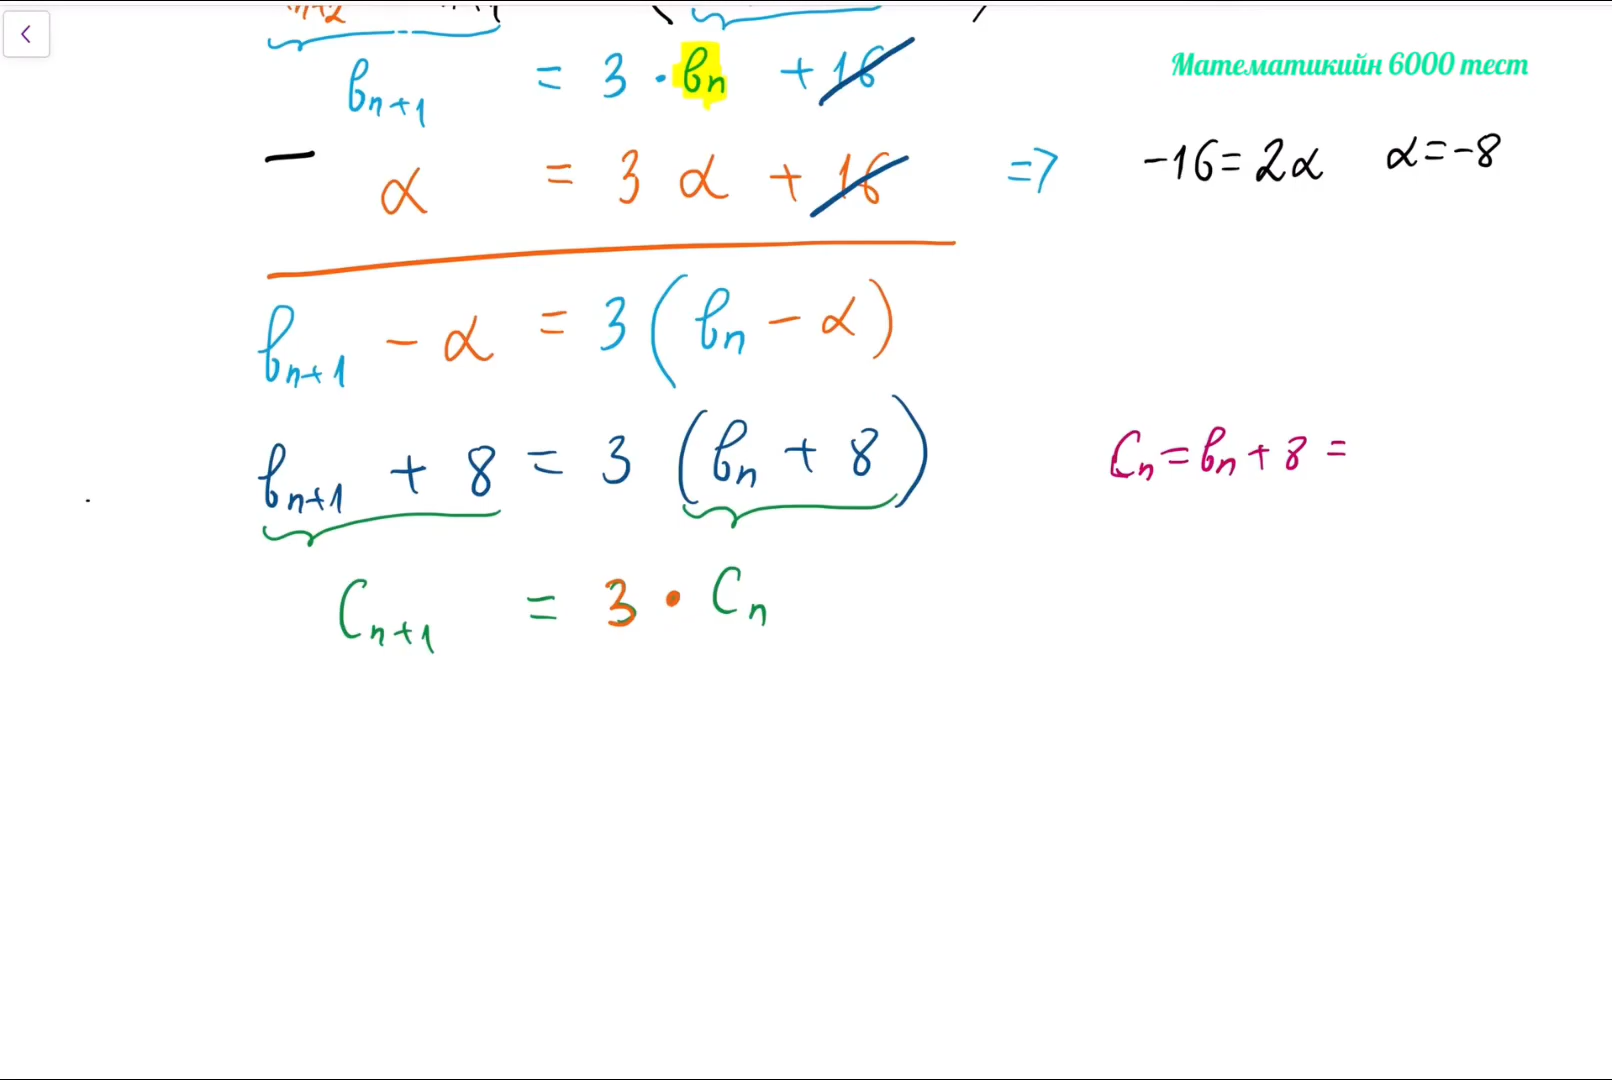 bₙ₊₁ = 3 · bₙ + 16
Математикийн 6000 тест
− α = 3 α + 16 => −16 = 2α α = −8
bₙ₊₁ − α = 3 (bₙ − α)
bₙ₊₁ + 8 = 3 (bₙ + 8) Cₙ = bₙ + 8 =
Cₙ₊₁ = 3 · Cₙ